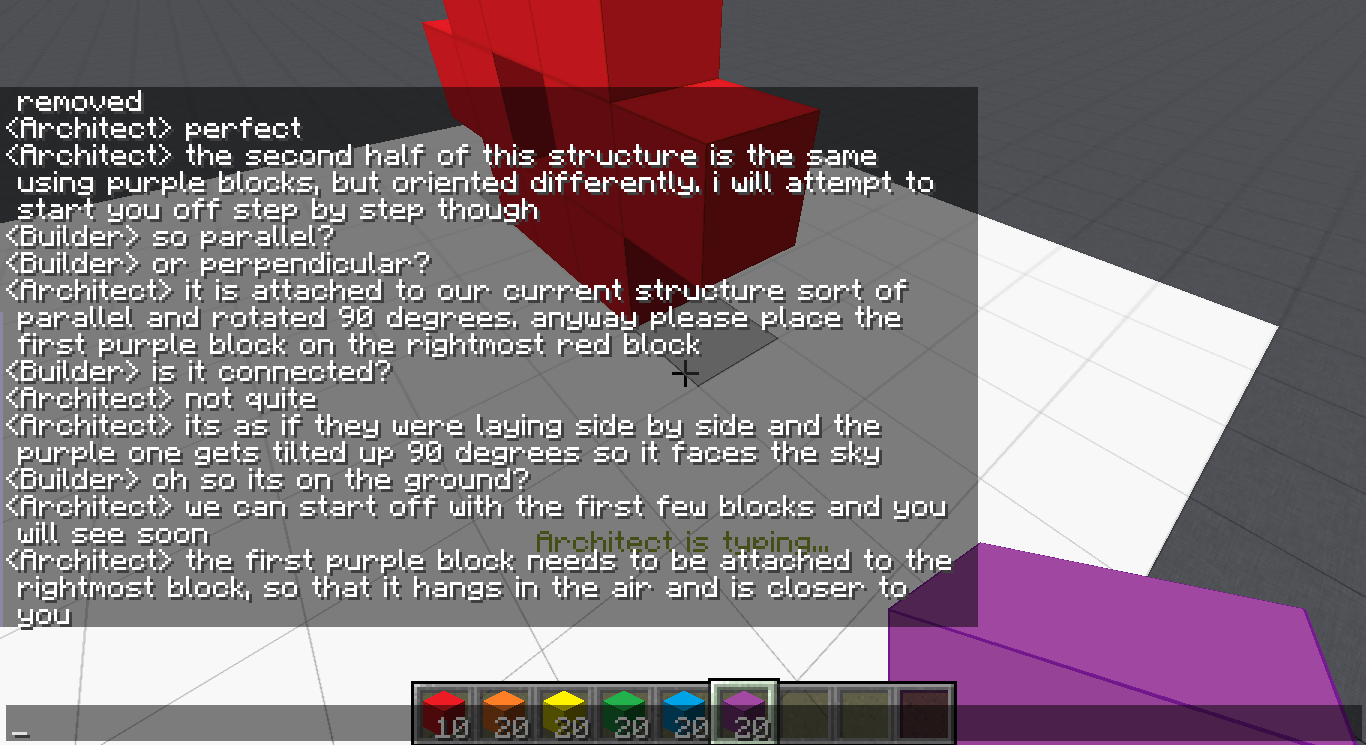 removed
<Architect> perfect
<Architect> the second half of this structure is the same
using purple blocks, but oriented differently. i will attempt to
start you off step by step though
<Builder> so parallel?
<Builder> or perpendicular?
<Architect> it is attached to our current structure sort of
parallel and rotated 90 degrees. anyway please place the
first purple block on the rightmost red block
<Builder> is it connected?
<Architect> not quite
<Architect> its as if they were laying side by side and the
purple one gets tilted up 90 degrees so it faces the sky
<Builder> oh so its on the ground?
<Architect> we can start off with the first few blocks and you
will see soon
Architect is typing...
<Architect> the first purple block needs to be attached to the
rightmost block, so that it hangs in the air and is closer to
you
10 20 20 20 20 20
_